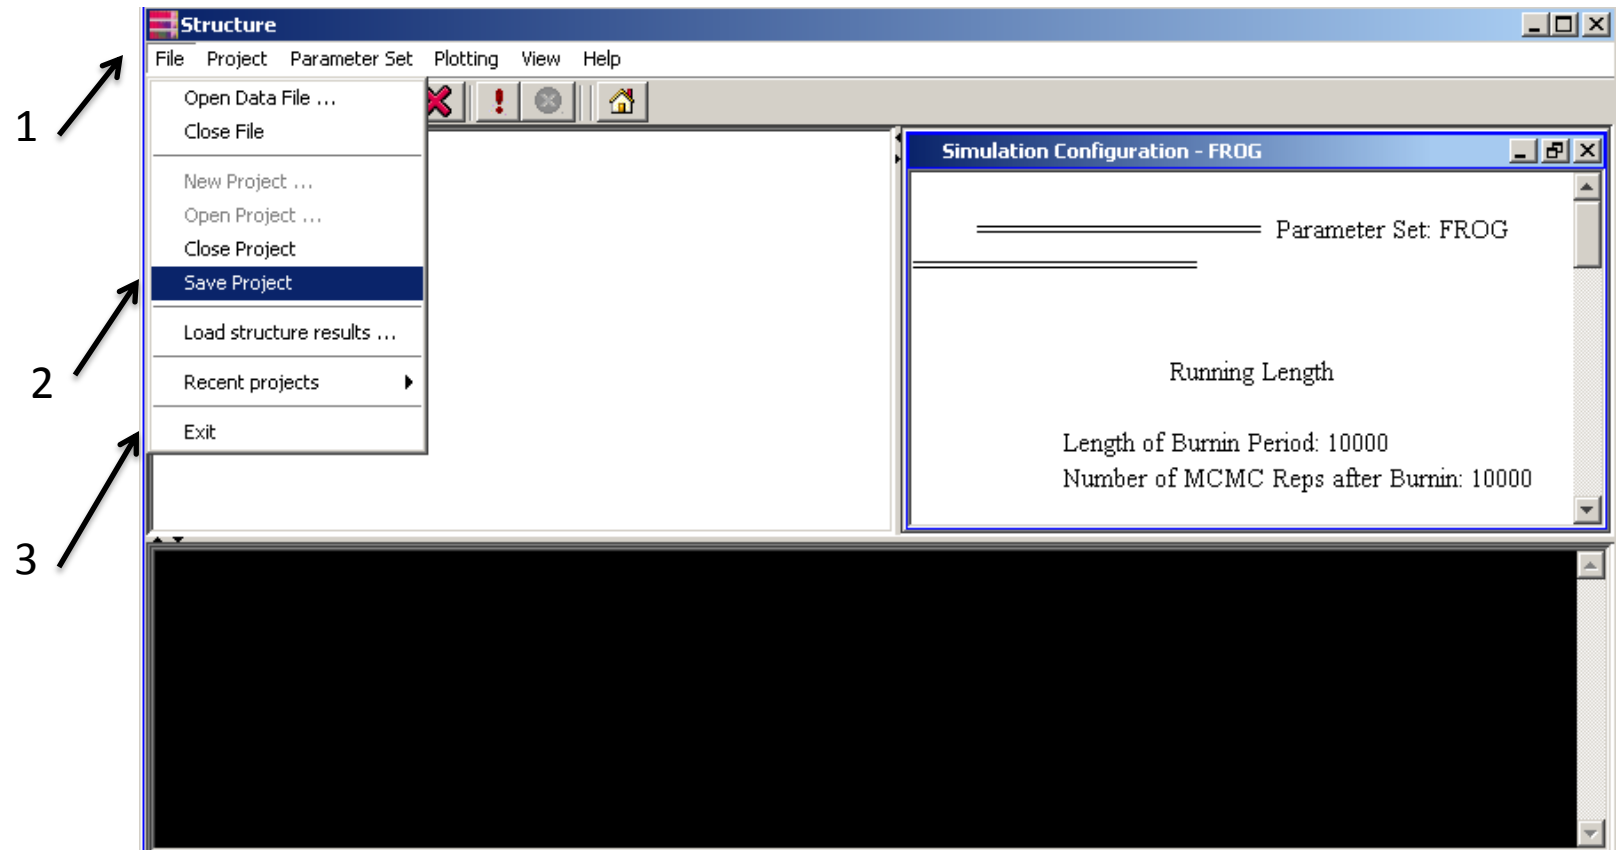 Structure
File Project Parameter Set Plotting View Help
1
Open Data File ...
Close File
New Project ...
Open Project ...
Close Project
Save Project
2
Load structure results ...
Recent projects
Exit
3
Simulation Configuration - FROG
Parameter Set: FROG
Running Length
Length of Burnin Period: 10000
Number of MCMC Reps after Burnin: 10000